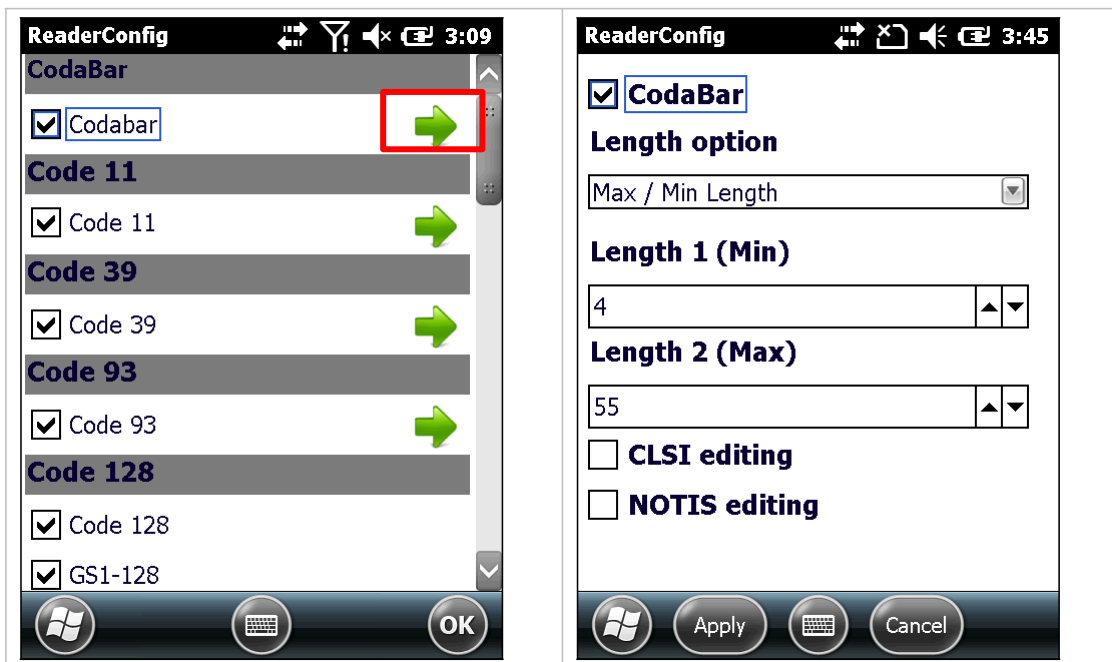 ReaderConfig 3:09
CodaBar
Codabar
Code 11
Code 11
Code 39
Code 39
Code 93
Code 93
Code 128
Code 128
GS1-128
OK
ReaderConfig 3:45
CodaBar
Length option
Max / Min Length
Length 1 (Min)
4
Length 2 (Max)
55
CLSI editing
NOTIS editing
Apply Cancel